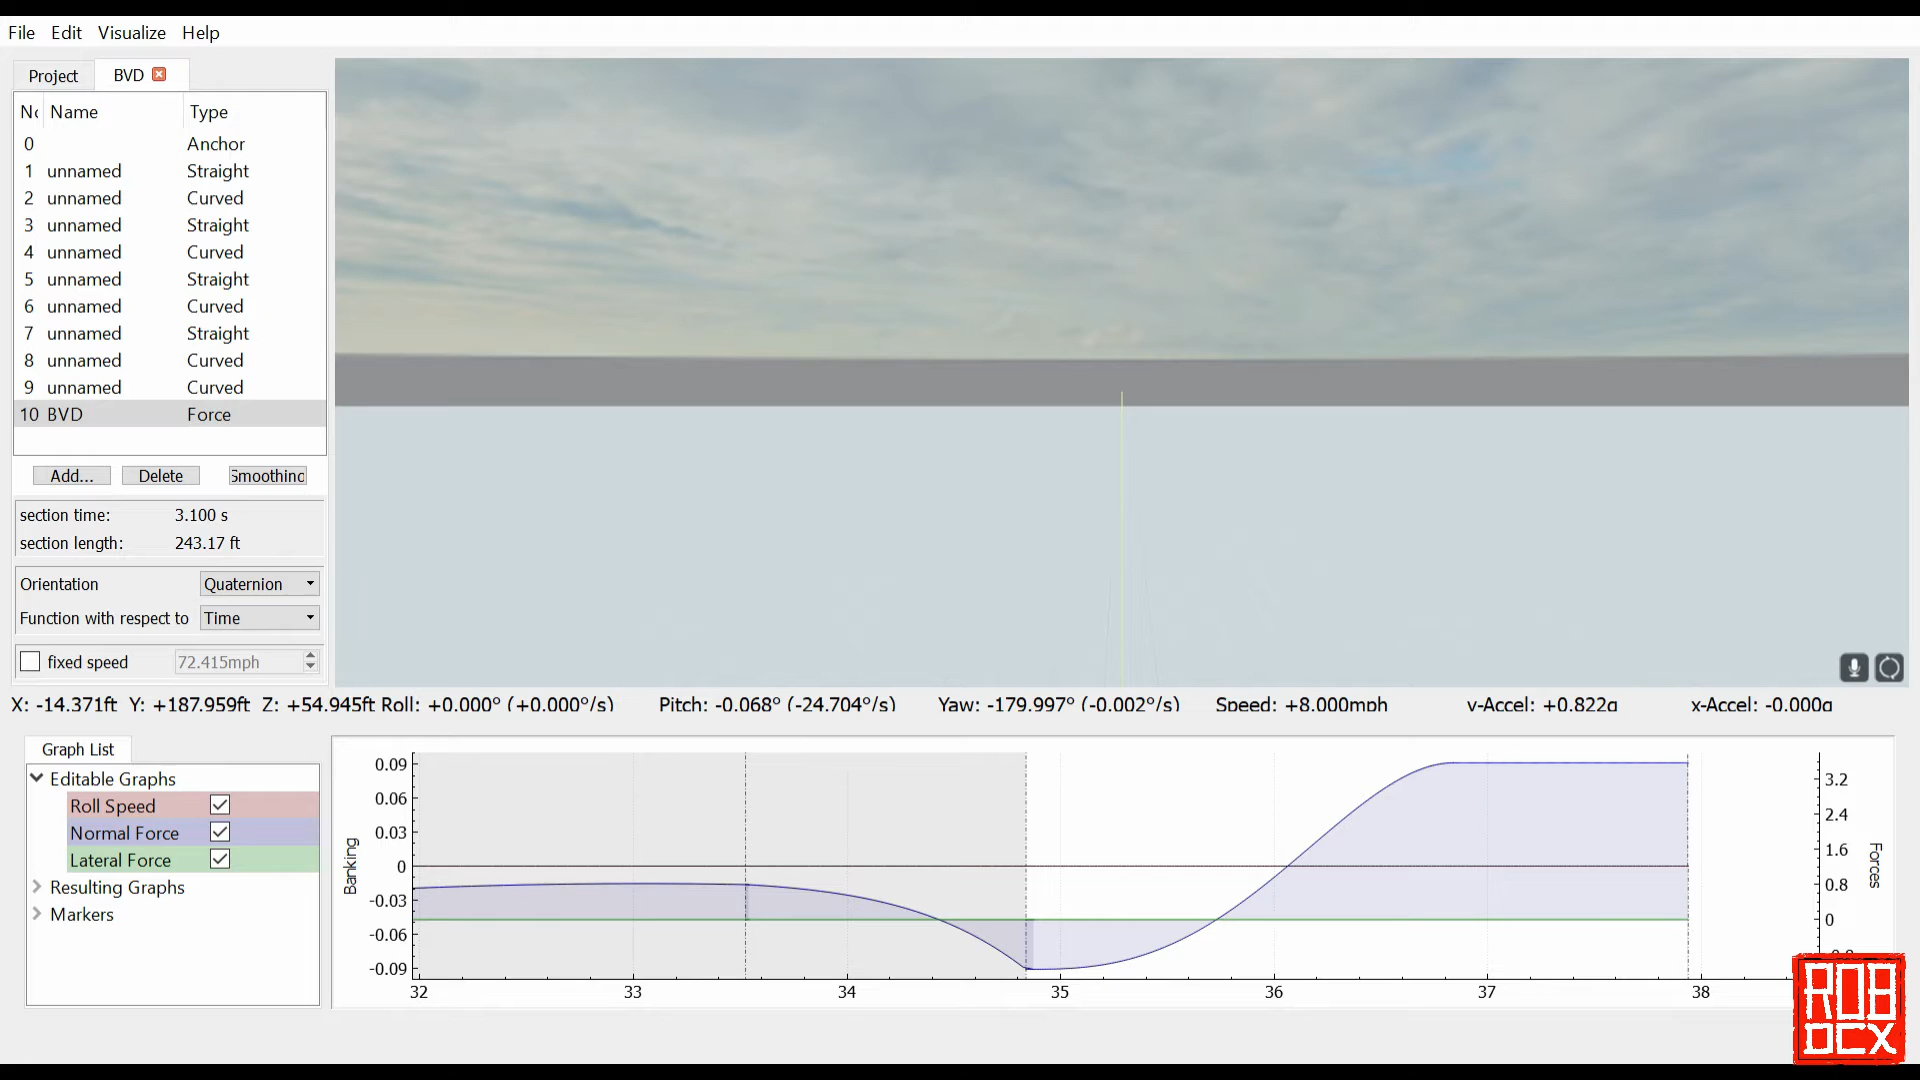 File Edit Visualize Help
Project BVD
Nc Name Type
0 Anchor
1 unnamed Straight
2 unnamed Curved
3 unnamed Straight
4 unnamed Curved
5 unnamed Straight
6 unnamed Curved
7 unnamed Straight
8 unnamed Curved
9 unnamed Curved
10 BVD Force
Add... Delete Smoothing
section time: 3.100 s
section length: 243.17 ft
Orientation Quaternion
Function with respect to Time
fixed speed 72.415mph
X: -14.371ft Y: +187.959ft Z: +54.945ft Roll: +0.000° (+0.000°/s) Pitch: -0.068° (-24.704°/s) Yaw: -179.997° (-0.002°/s) Speed: +8.000mph y-Accel: +0.822g x-Accel: -0.000g
Graph List
Editable Graphs
Roll Speed
Normal Force
Lateral Force
Resulting Graphs
Markers
Banking
0.09
0.06
0.03
0
-0.03
-0.06
-0.09
32 33 34 35 36 37 38
3.2
2.4
1.6
0.8
0
Forces
ROB
OCX